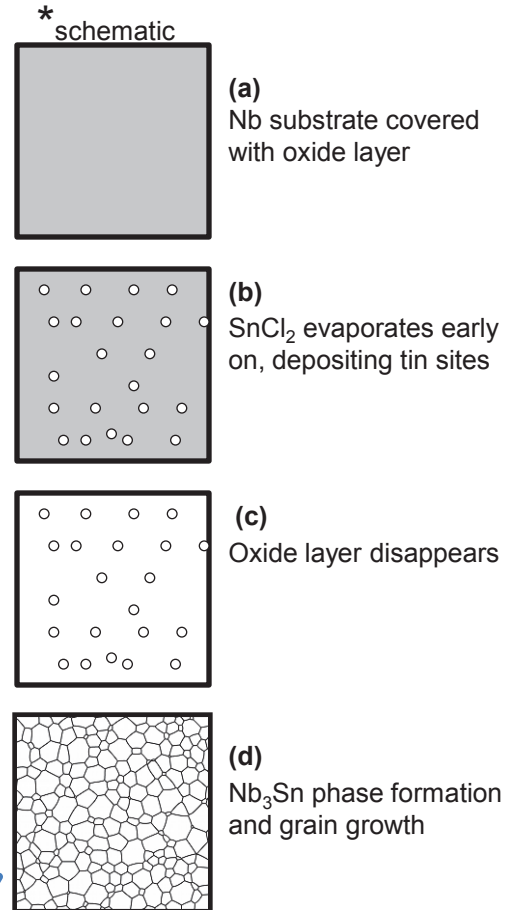 *schematic
(a)
Nb substrate covered
with oxide layer
(b)
SnCl₂ evaporates early
on, depositing tin sites
(c)
Oxide layer disappears
(d)
Nb₃Sn phase formation
and grain growth